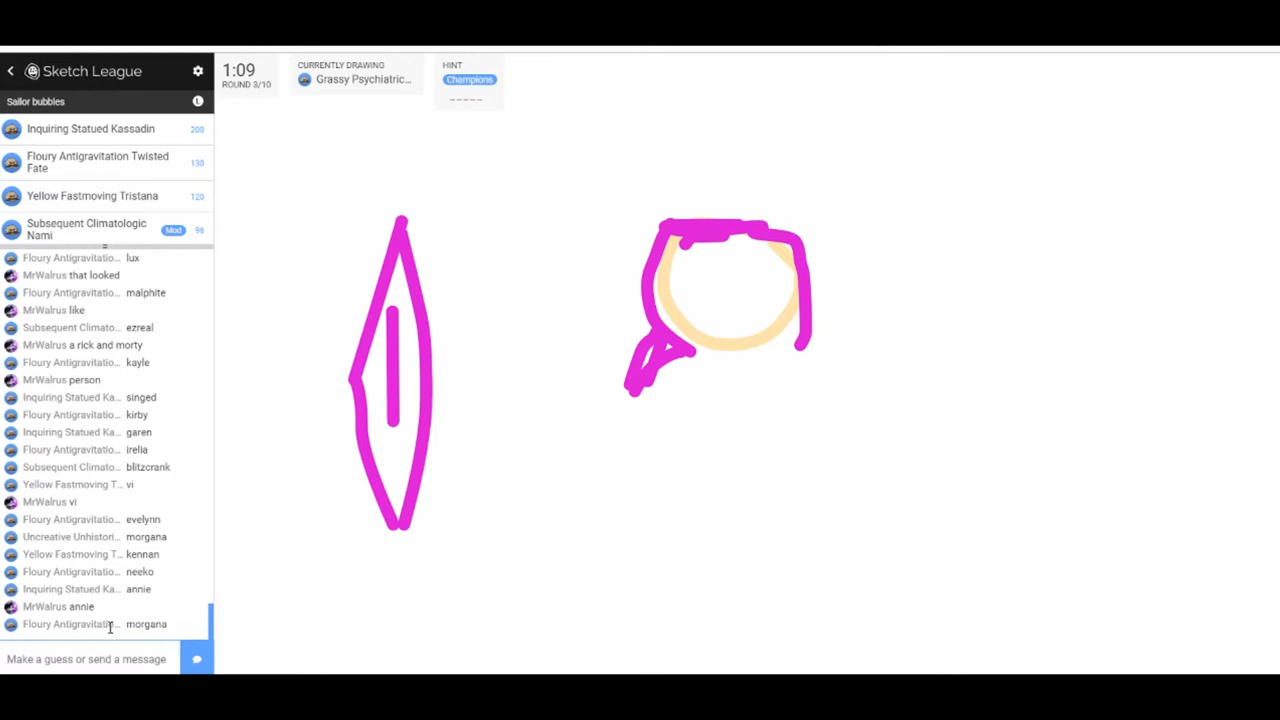 Sketch League
Sailor bubbles
L
Inquiring Statued Kassadin 200
Floury Antigravitation Twisted
Fate 130
Yellow Fastmoving Tristana 120
Subsequent Climatologic
Nami Mod 96
Floury Antigravitatio... lux
MrWalrus that looked
Floury Antigravitatio... malphite
MrWalrus like
Subsequent Climato... ezreal
MrWalrus a rick and morty
Floury Antigravitatio... kayle
MrWalrus person
Inquiring Statued Ka... singed
Floury Antigravitatio... kirby
Inquiring Statued Ka... garen
Floury Antigravitatio... irelia
Subsequent Climato... blitzcrank
Yellow Fastmoving T... vi
MrWalrus vi
Floury Antigravitatio... evelynn
Uncreative Unhistori... morgana
Yellow Fastmoving T... kennan
Floury Antigravitatio... neeko
Inquiring Statued Ka... annie
MrWalrus annie
Floury Antigravitatio... morgana
Make a guess or send a message
1:09
ROUND 3/10
CURRENTLY DRAWING
Grassy Psychiatric...
HINT
Champions
_____